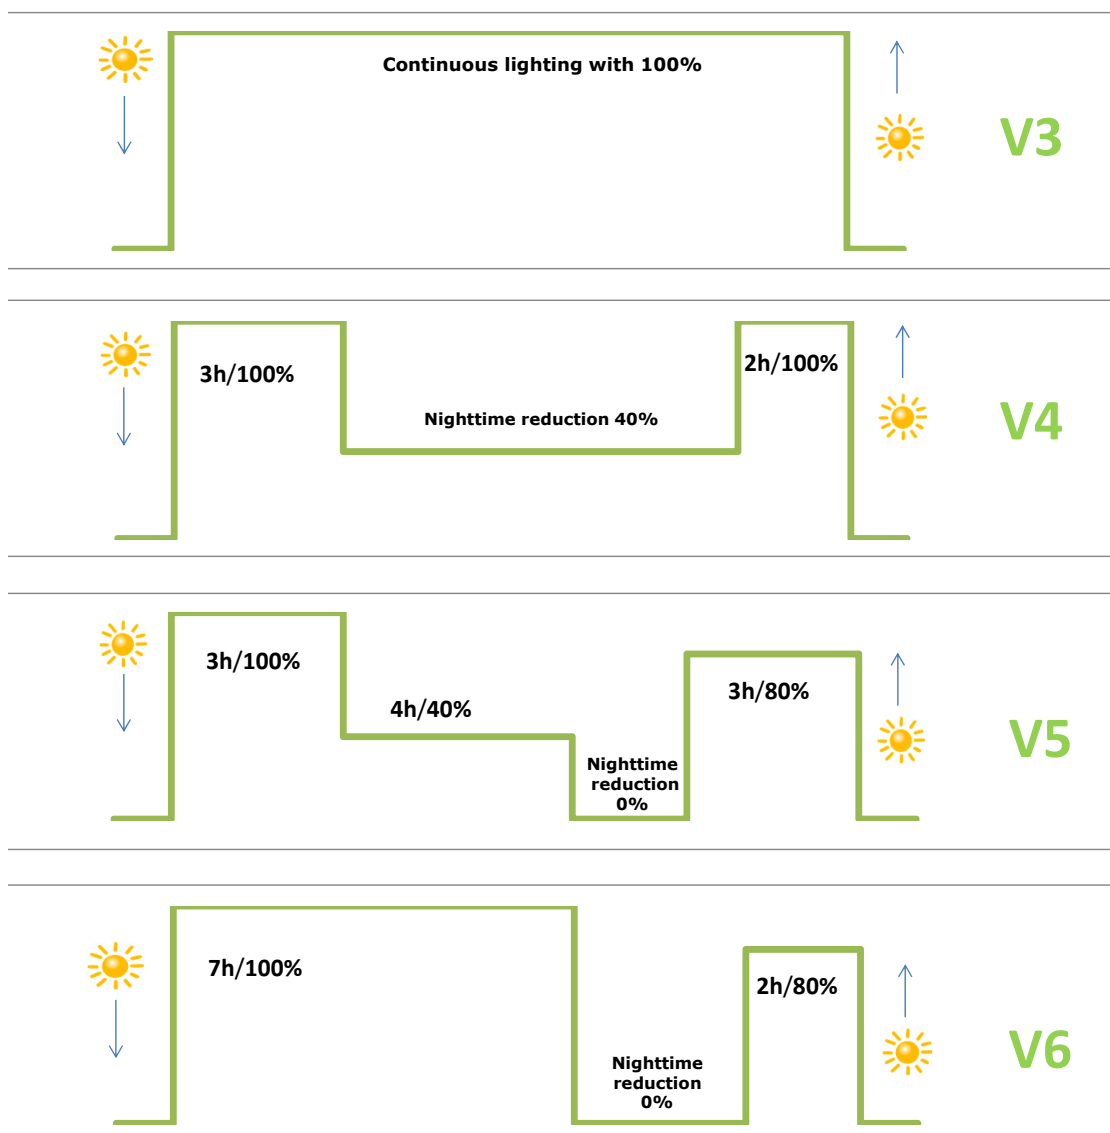 Continuous lighting with 100%
V3
3h/100%
2h/100%
Nighttime reduction 40%
V4
3h/100%
4h/40%
3h/80%
Nighttime
reduction
0%
V5
7h/100%
2h/80%
Nighttime
reduction
0%
V6